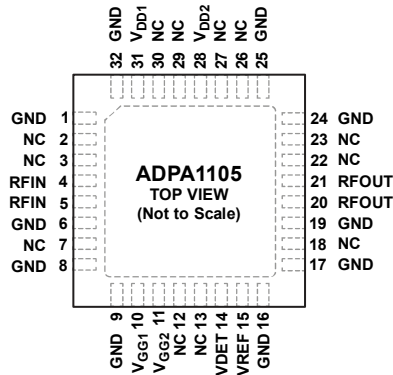 32 GND
31 VDD1
30 NC
29 NC
28 VDD2
27 NC
26 NC
25 GND
GND 1
NC 2
NC 3
RFIN 4
RFIN 5
GND 6
NC 7
GND 8
ADPA1105
TOP VIEW
(Not to Scale)
24 GND
23 NC
22 NC
21 RFOUT
20 RFOUT
19 GND
18 NC
17 GND
GND 9
VGG1 10
VGG2 11
NC 12
NC 13
VDET 14
VREF 15
GND 16